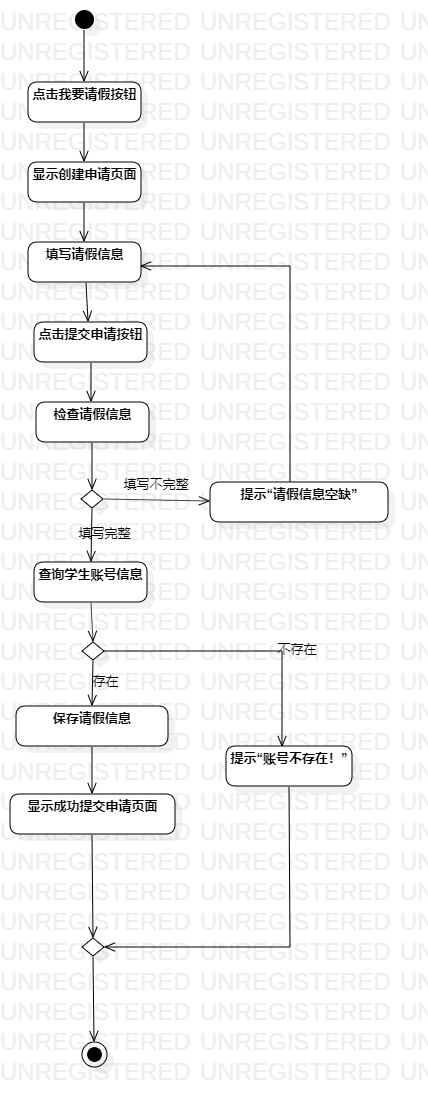 点击我要请假按钮
显示创建申请页面
填写请假信息
点击提交申请按钮
检查请假信息
填写不完整
提示“请假信息空缺”
填写完整
查询学生账号信息
不存在
存在
保存请假信息
提示“账号不存在！”
显示成功提交申请页面
UNREGISTERED